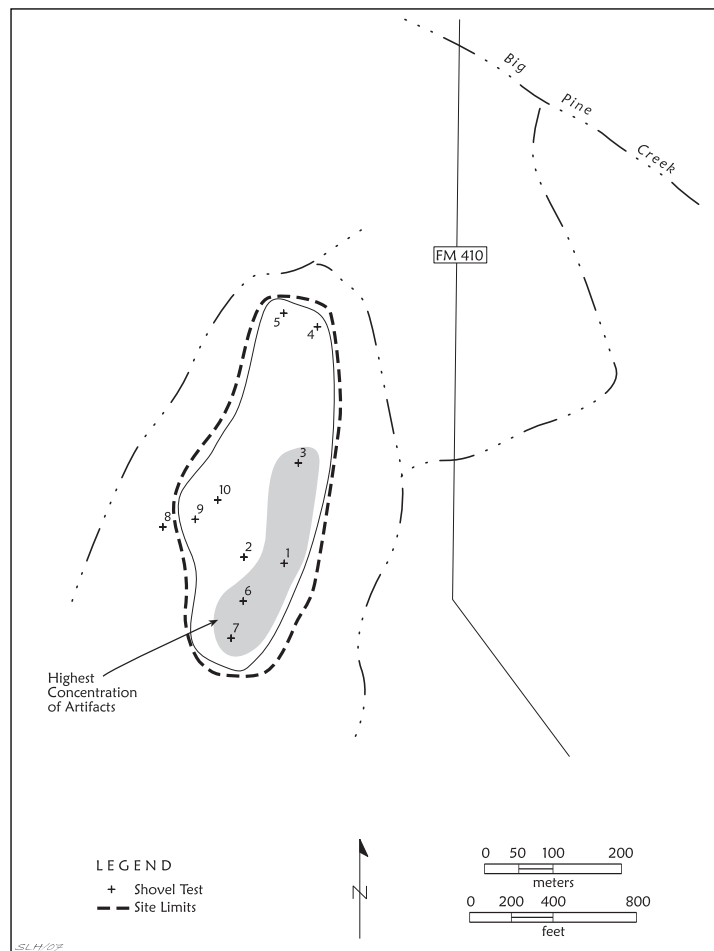 Big
Pine
Creek
FM 410
5
4
3
10
9
8
2
1
6
7
Highest
Concentration
of Artifacts
LEGEND
Shovel Test
Site Limits
N
0 50 100 200
meters
0 200 400 800
feet
SLH/07